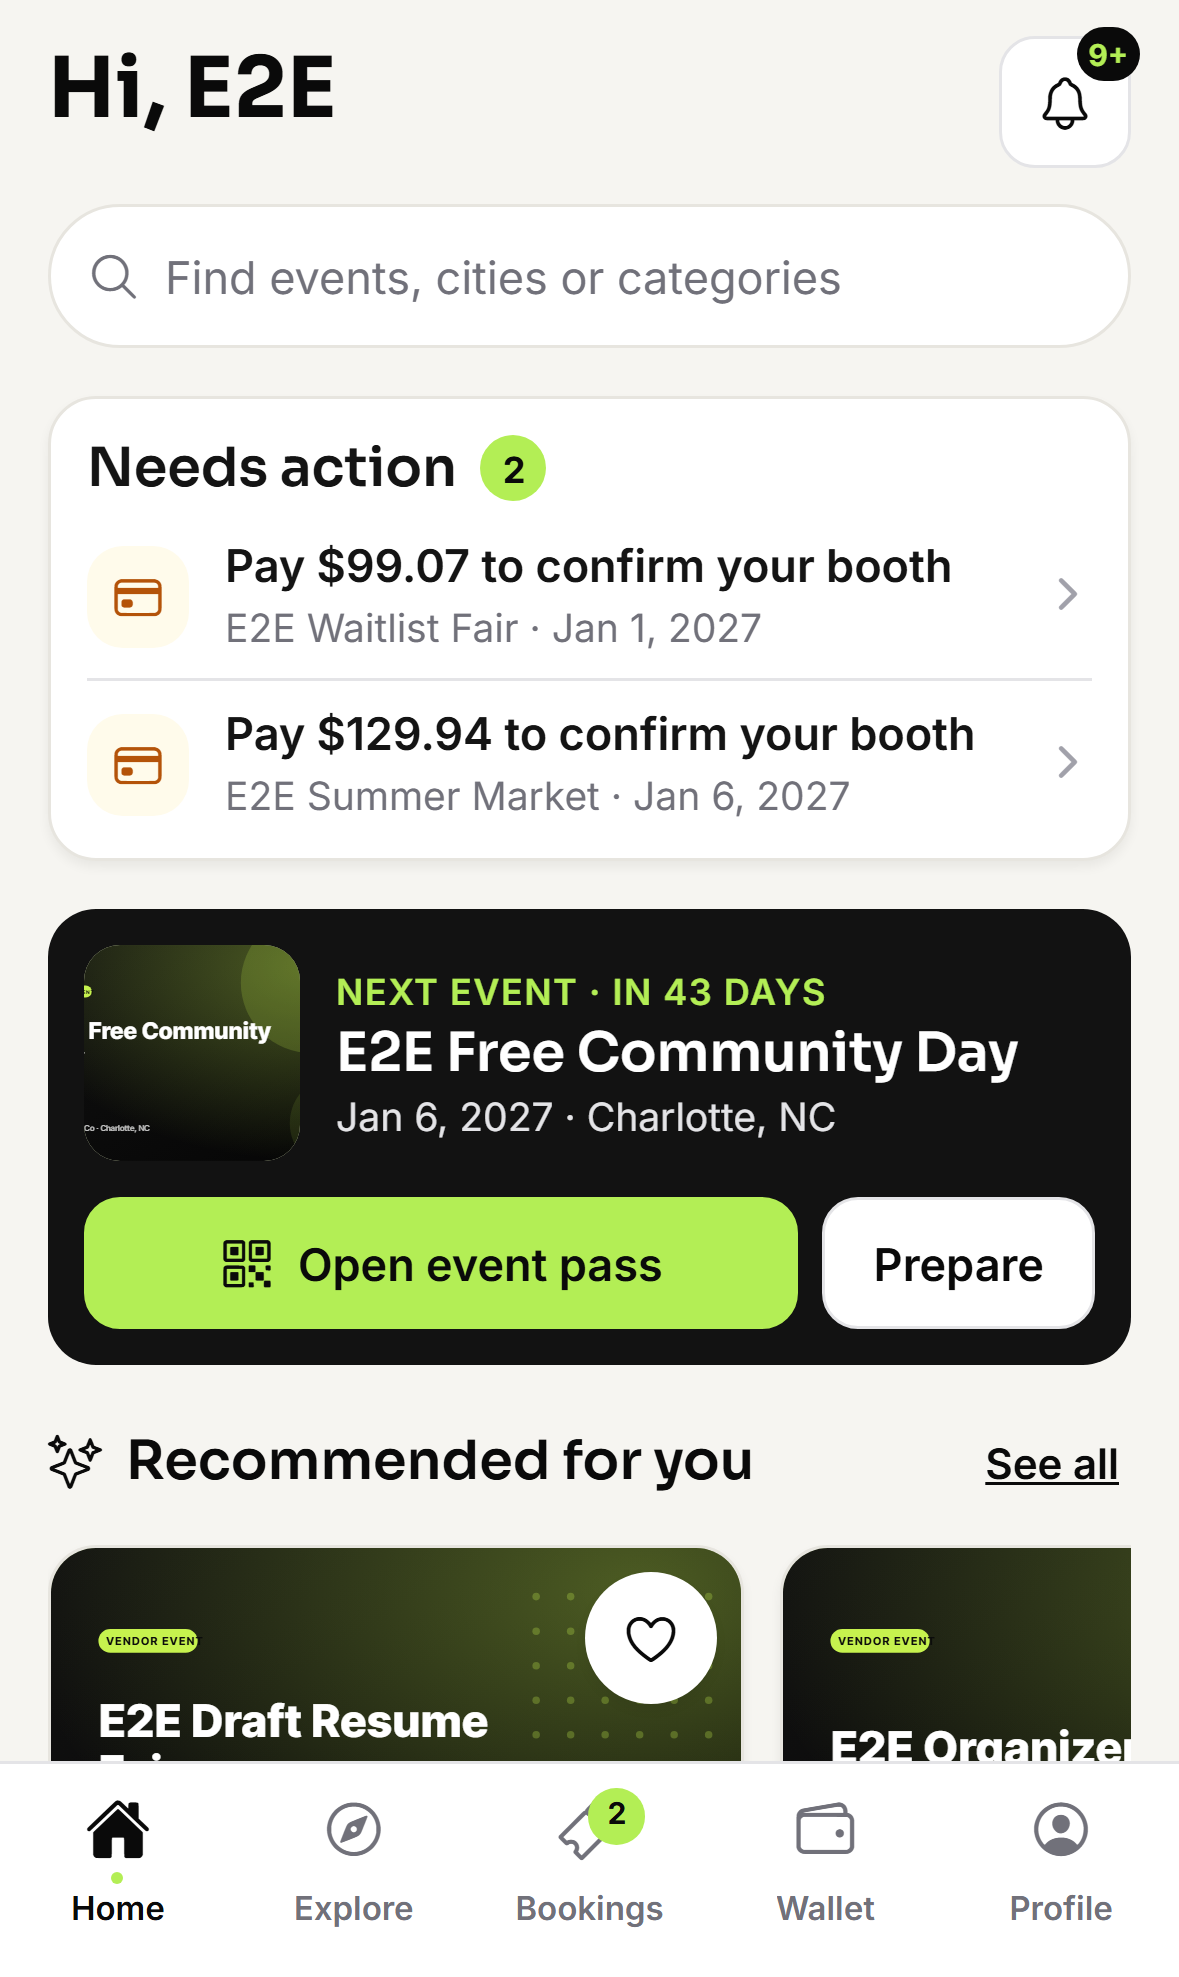 Hi, E2E
9+
Find events, cities or categories
Needs action 2
Pay $99.07 to confirm your booth
E2E Waitlist Fair · Jan 1, 2027
Pay $129.94 to confirm your booth
E2E Summer Market · Jan 6, 2027
Free Community
Co · Charlotte, NC
NEXT EVENT · IN 43 DAYS
E2E Free Community Day
Jan 6, 2027 · Charlotte, NC
Open event pass
Prepare
Recommended for you
See all
VENDOR EVENT
E2E Draft Resume
VENDOR EVENT
E2E Organizer
2
Home
Explore
Bookings
Wallet
Profile